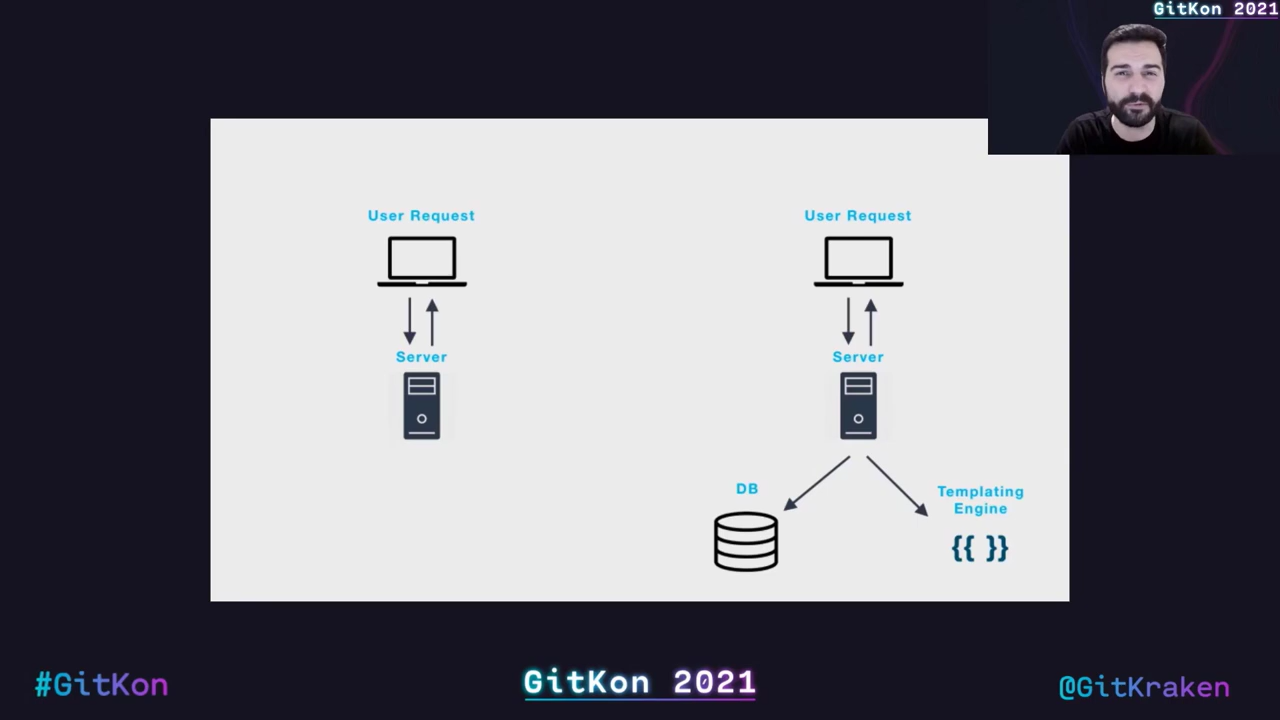 GitKon 2021
User Request
User Request
Server
Server
DB
Templating
Engine
{{ }}
#GitKon
GitKon 2021
@GitKraken